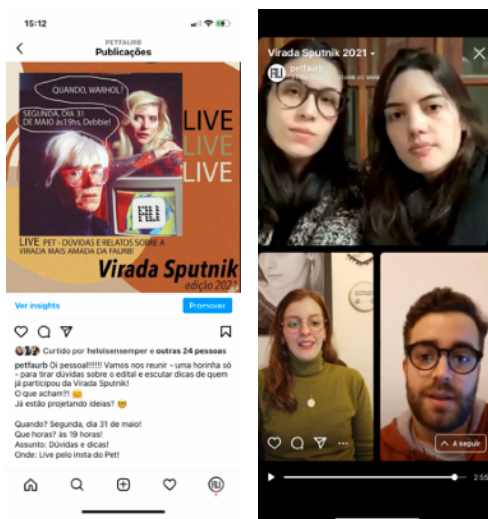 15:12
PETFAURB
Publicações
QUANDO, WARHOL?
SEGUNDA, DIA 31
DE MAIO às19hs, Debbie!
LIVE
LIVE
LIVE
LIVE PET - DÚVIDAS E RELATOS SOBRE A
VIRADA MAIS AMADA DA FAURB!
Virada Sputnik
edição 2021
Ver insights
Promover
Curtido por heloisensemper e outras 24 pessoas
petfaurb Oi pessoal!!!!! Vamos nos reunir - uma horinha só
- para tirar dúvidas sobre o edital e escutar dicas de quem
já participou da Virada Sputnik!
O que acham?!
Já estão projetando ideias?
Quando? Segunda, dia 31 de maio!
Que horas? às 19 horas!
Assunto: Dúvidas e dicas!
Onde: Live pelo insta do Pet!
Virada Sputnik 2021
petfaurb
A seguir